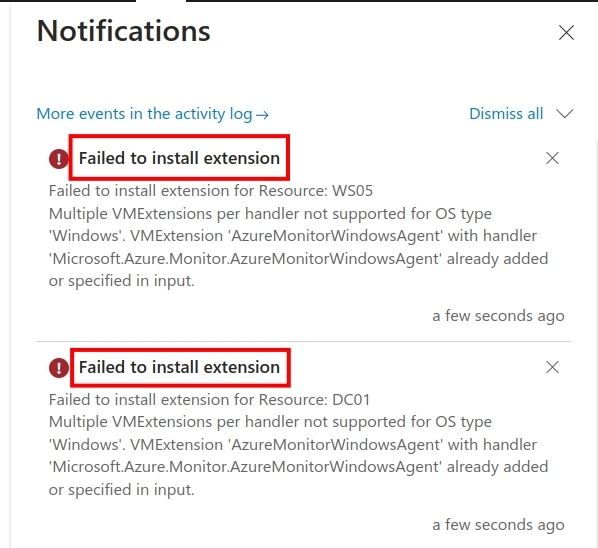 Notifications
More events in the activity log→ Dismiss all
Failed to install extension
Failed to install extension for Resource: WS05
Multiple VMExtensions per handler not supported for OS type
'Windows'. VMExtension 'AzureMonitorWindowsAgent' with handler
'Microsoft.Azure.Monitor.AzureMonitorWindowsAgent' already added
or specified in input.
a few seconds ago
Failed to install extension
Failed to install extension for Resource: DC01
Multiple VMExtensions per handler not supported for OS type
'Windows'. VMExtension 'AzureMonitorWindowsAgent' with handler
'Microsoft.Azure.Monitor.AzureMonitorWindowsAgent' already added
or specified in input.
a few seconds ago